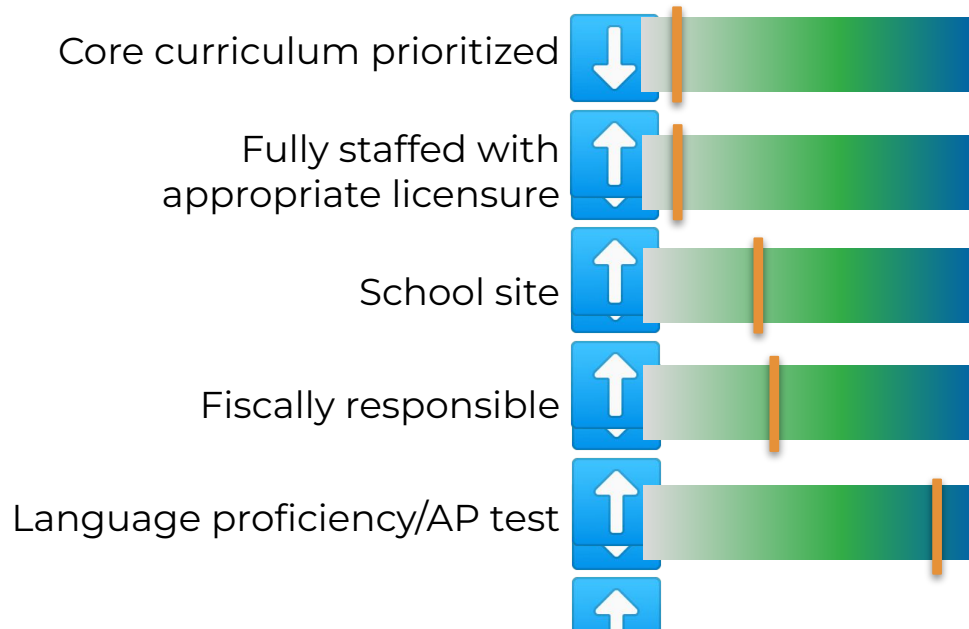 Core curriculum prioritized
Fully staffed with
appropriate licensure
School site
Fiscally responsible
Language proficiency/AP test